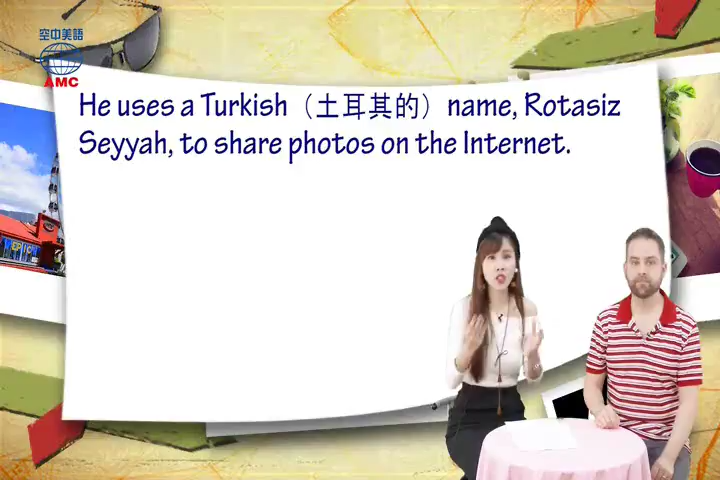 空中美語
AMC
He uses a Turkish（土耳其的）name, Rotasiz
Seyyah, to share photos on the Internet.